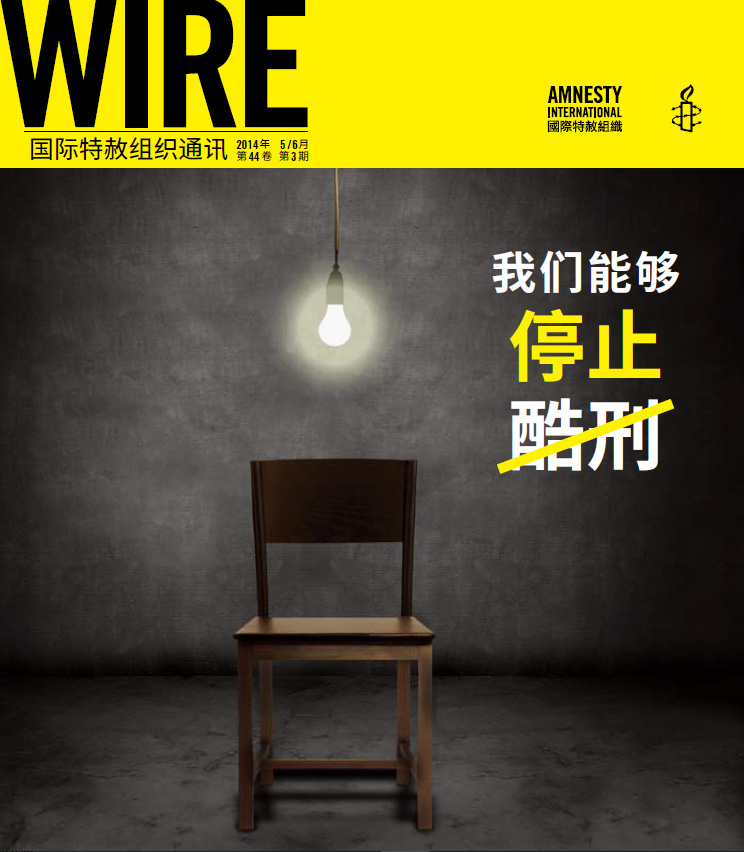 WIRE
国际特赦组织通讯
2014年 5/6月
第44卷 第3期
AMNESTY
INTERNATIONAL
國際特赦組織
我们能够
停止
酷刑